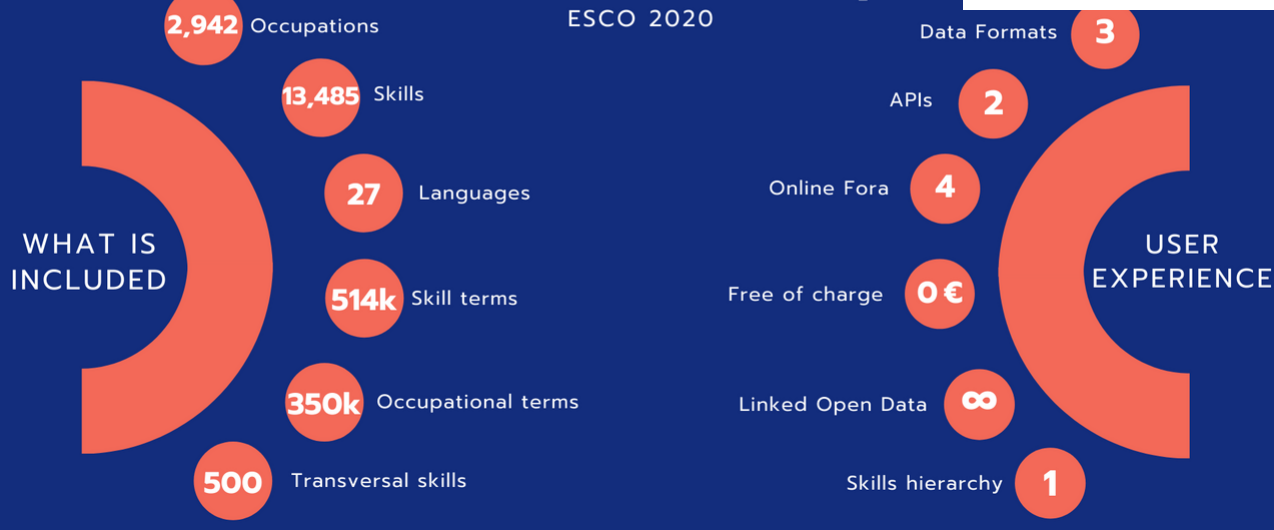 ESCO 2020
2,942 Occupations
13,485 Skills
27 Languages
514k Skill terms
350k Occupational terms
500 Transversal skills
WHAT IS
INCLUDED
Data Formats 3
APIs 2
Online Fora 4
Free of charge 0 €
Linked Open Data ∞
Skills hierarchy 1
USER
EXPERIENCE